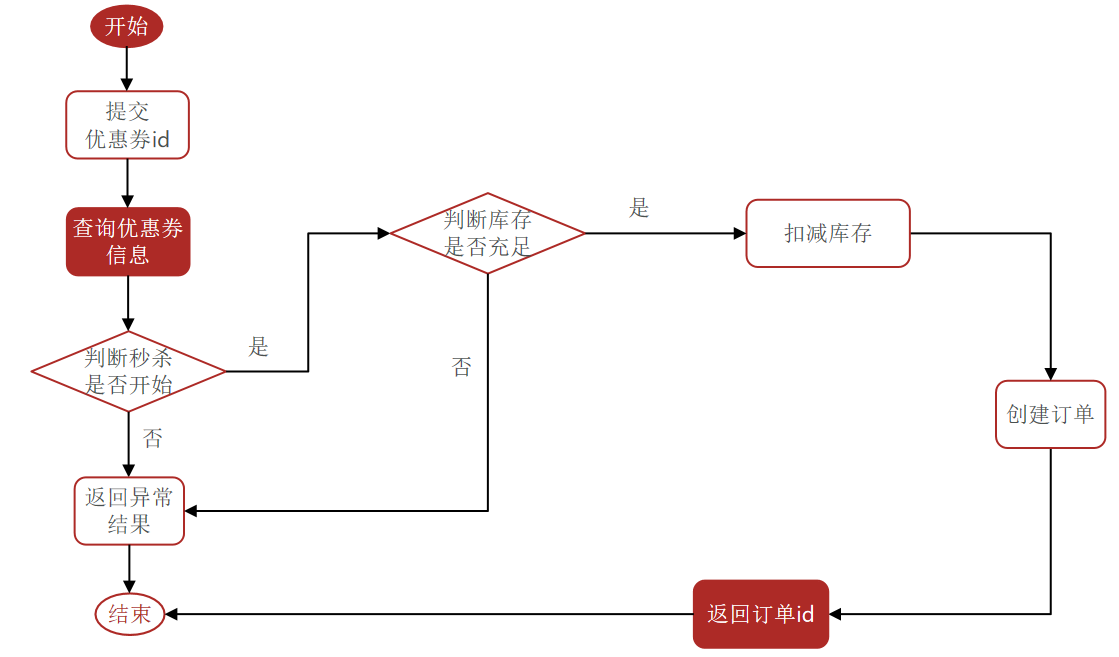 开始
提交
优惠券id
查询优惠券
信息
判断秒杀
是否开始
是
否
返回异常
结果
结束
判断库存
是否充足
是
否
扣减库存
创建订单
返回订单id